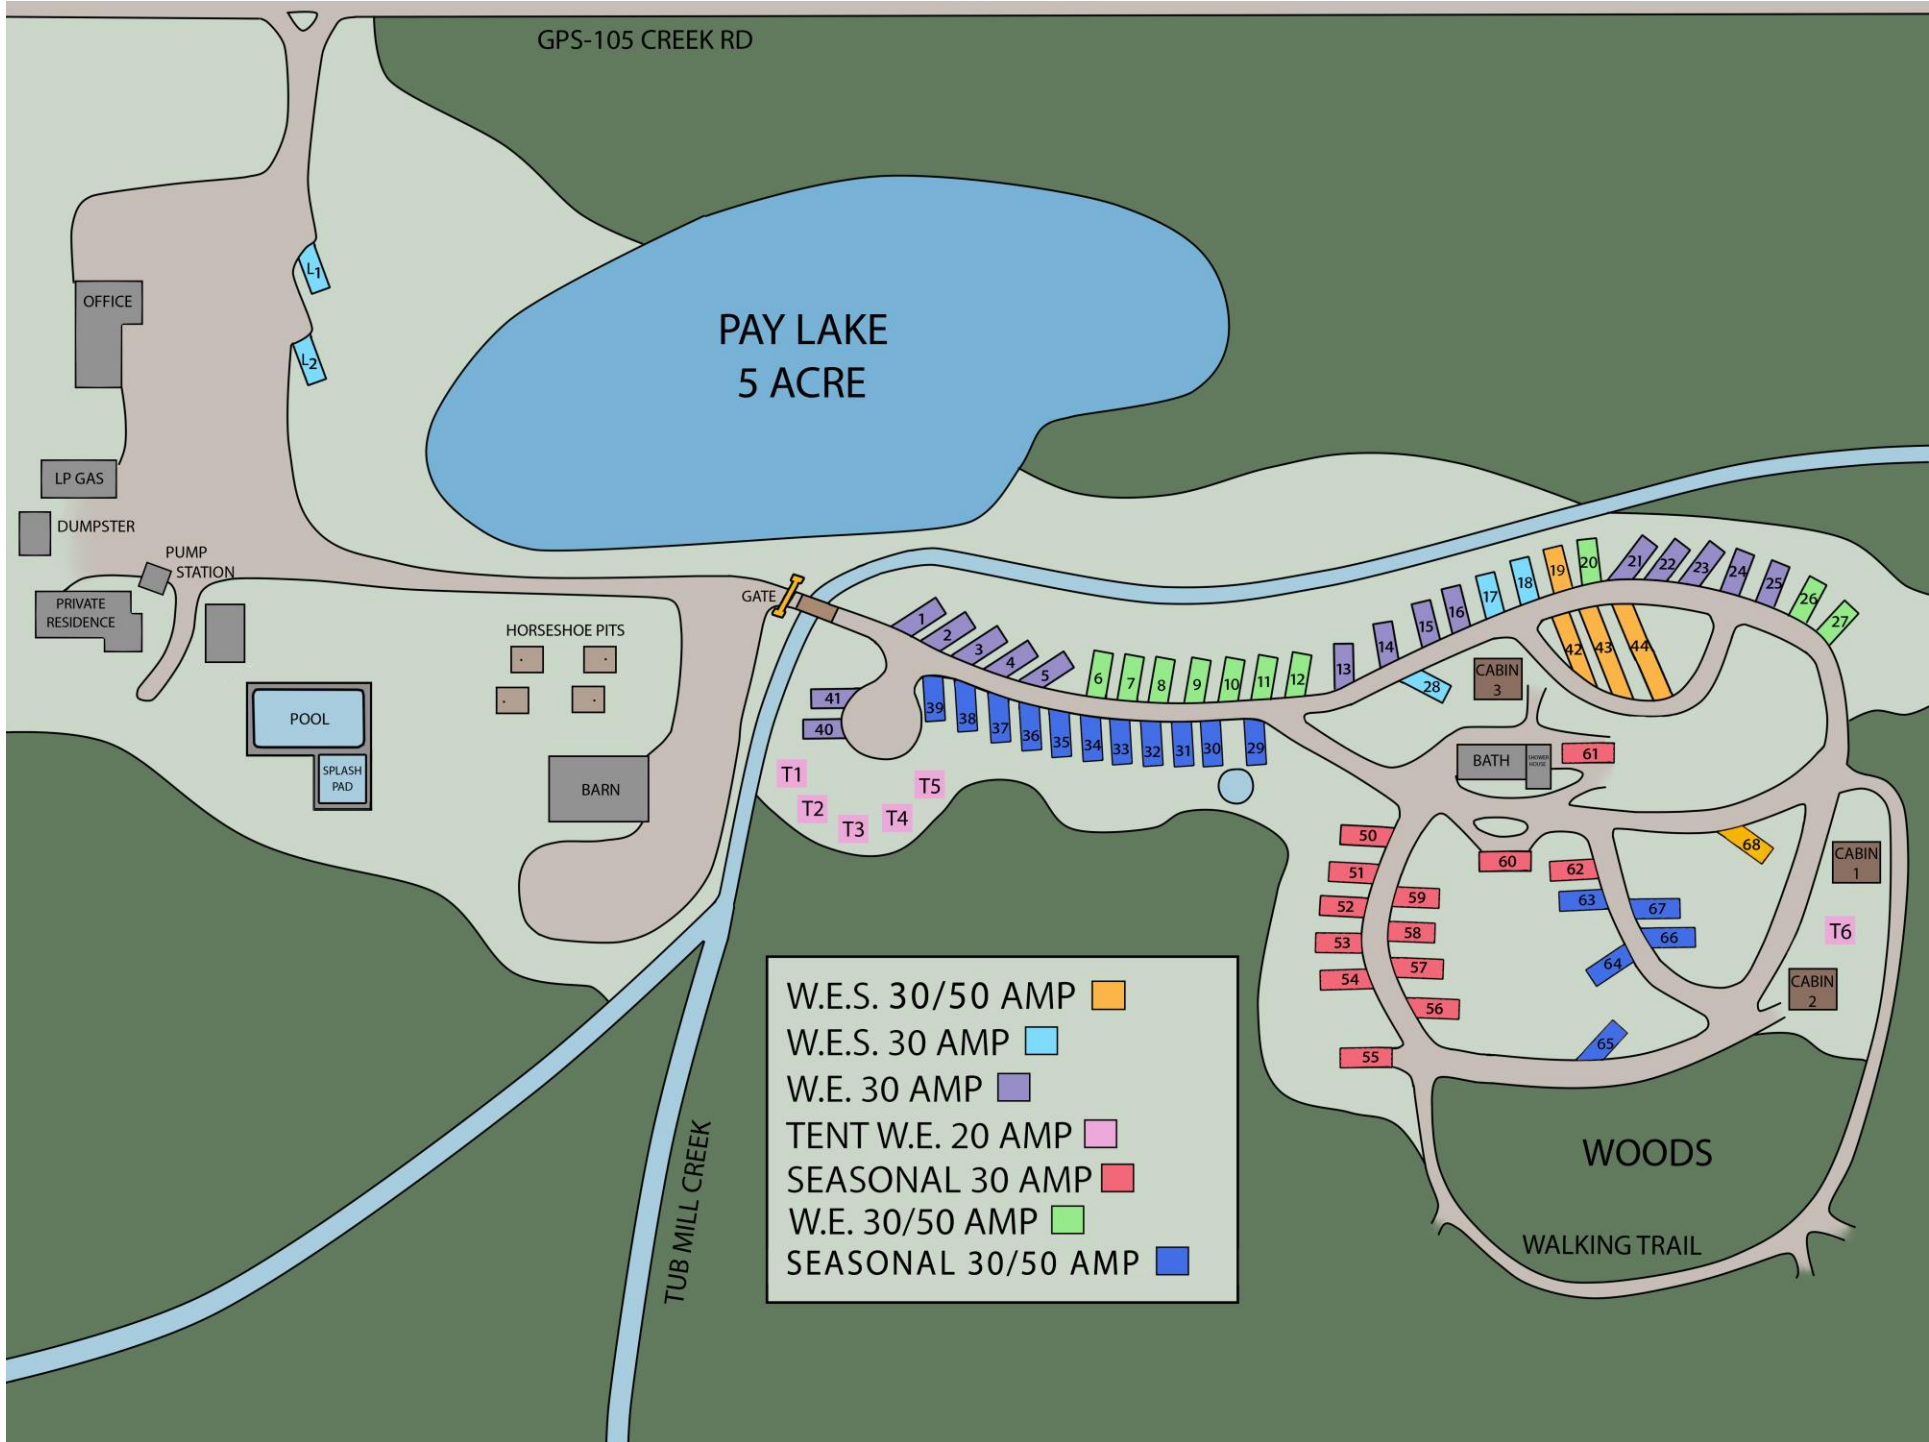 GPS-105 CREEK RD
L1
OFFICE
L2
PAY LAKE
5 ACRE
LP GAS
DUMPSTER
PUMP
STATION
PRIVATE
RESIDENCE
GATE
HORSESHOE PITS
POOL
SPLASH
PAD
BARN
1
2
3
4
5
6
7
8
9
10
11
12
13
14
15
16
17
18
19
20
21
22
23
24
25
26
27
28
CABIN
3
42
43
44
41
40
39
38
37
36
35
34
33
32
31
30
29
T1
T2
T3
T4
T5
BATH
SHOWER
HOUSE
61
50
51
52
53
54
55
56
57
58
59
60
62
63
64
65
66
67
68
CABIN
1
T6
CABIN
2
W.E.S. 30/50 AMP
W.E.S. 30 AMP
W.E. 30 AMP
TENT W.E. 20 AMP
SEASONAL 30 AMP
W.E. 30/50 AMP
SEASONAL 30/50 AMP
TUB MILL CREEK
WOODS
WALKING TRAIL